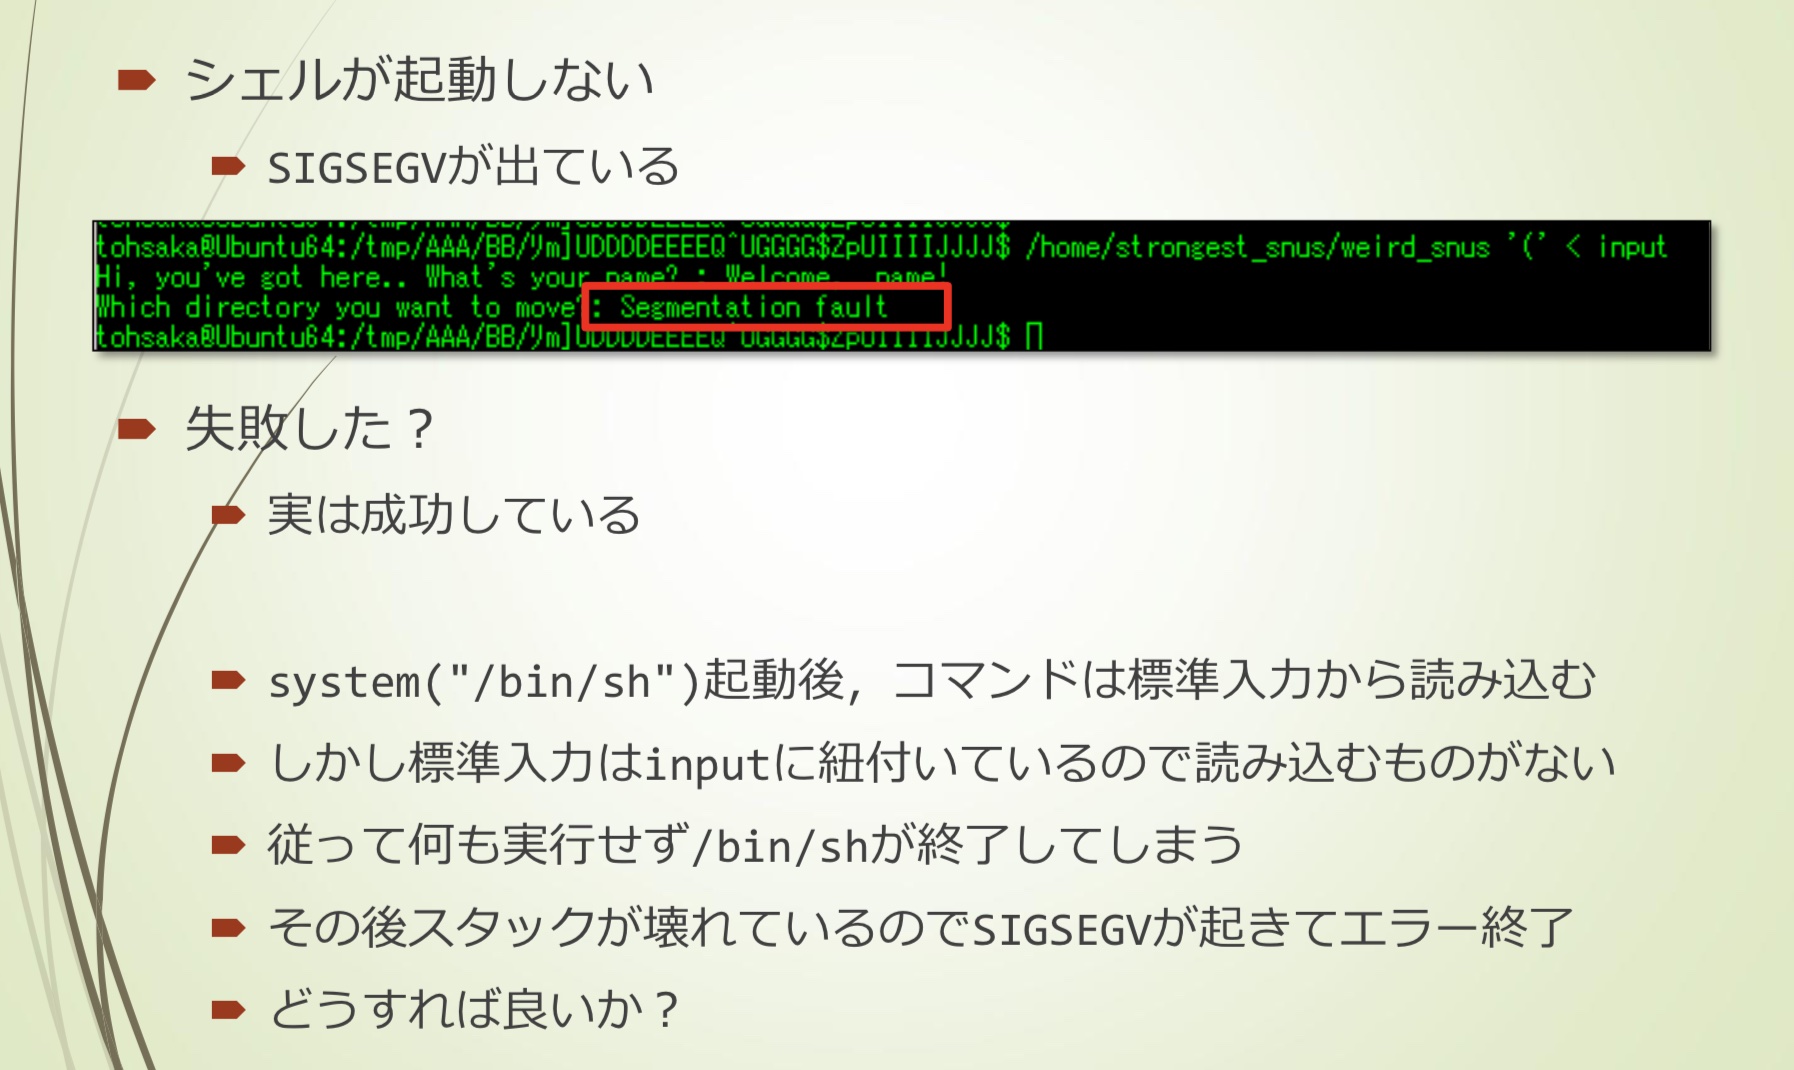 シェルが起動しない
SIGSEGVが出ている
tohsaka@Ubuntu64:/tmp/AAA/BB/ﾘm]UDDDDEEEEQ^UGGGG$ZpUIIIIJJJJ$ /home/strongest_snus/weird_snus '(' < input
Hi, you've got here.. What's your name? : Welcome, name!
Which directory you want to move?: Segmentation fault
tohsaka@Ubuntu64:/tmp/AAA/BB/ﾘm]UDDDDEEEEQ^UGGGG$ZpUIIIIJJJJ$
失敗した？
実は成功している
system("/bin/sh")起動後，コマンドは標準入力から読み込む
しかし標準入力はinputに紐付いているので読み込むものがない
従って何も実行せず/bin/shが終了してしまう
その後スタックが壊れているのでSIGSEGVが起きてエラー終了
どうすれば良いか？